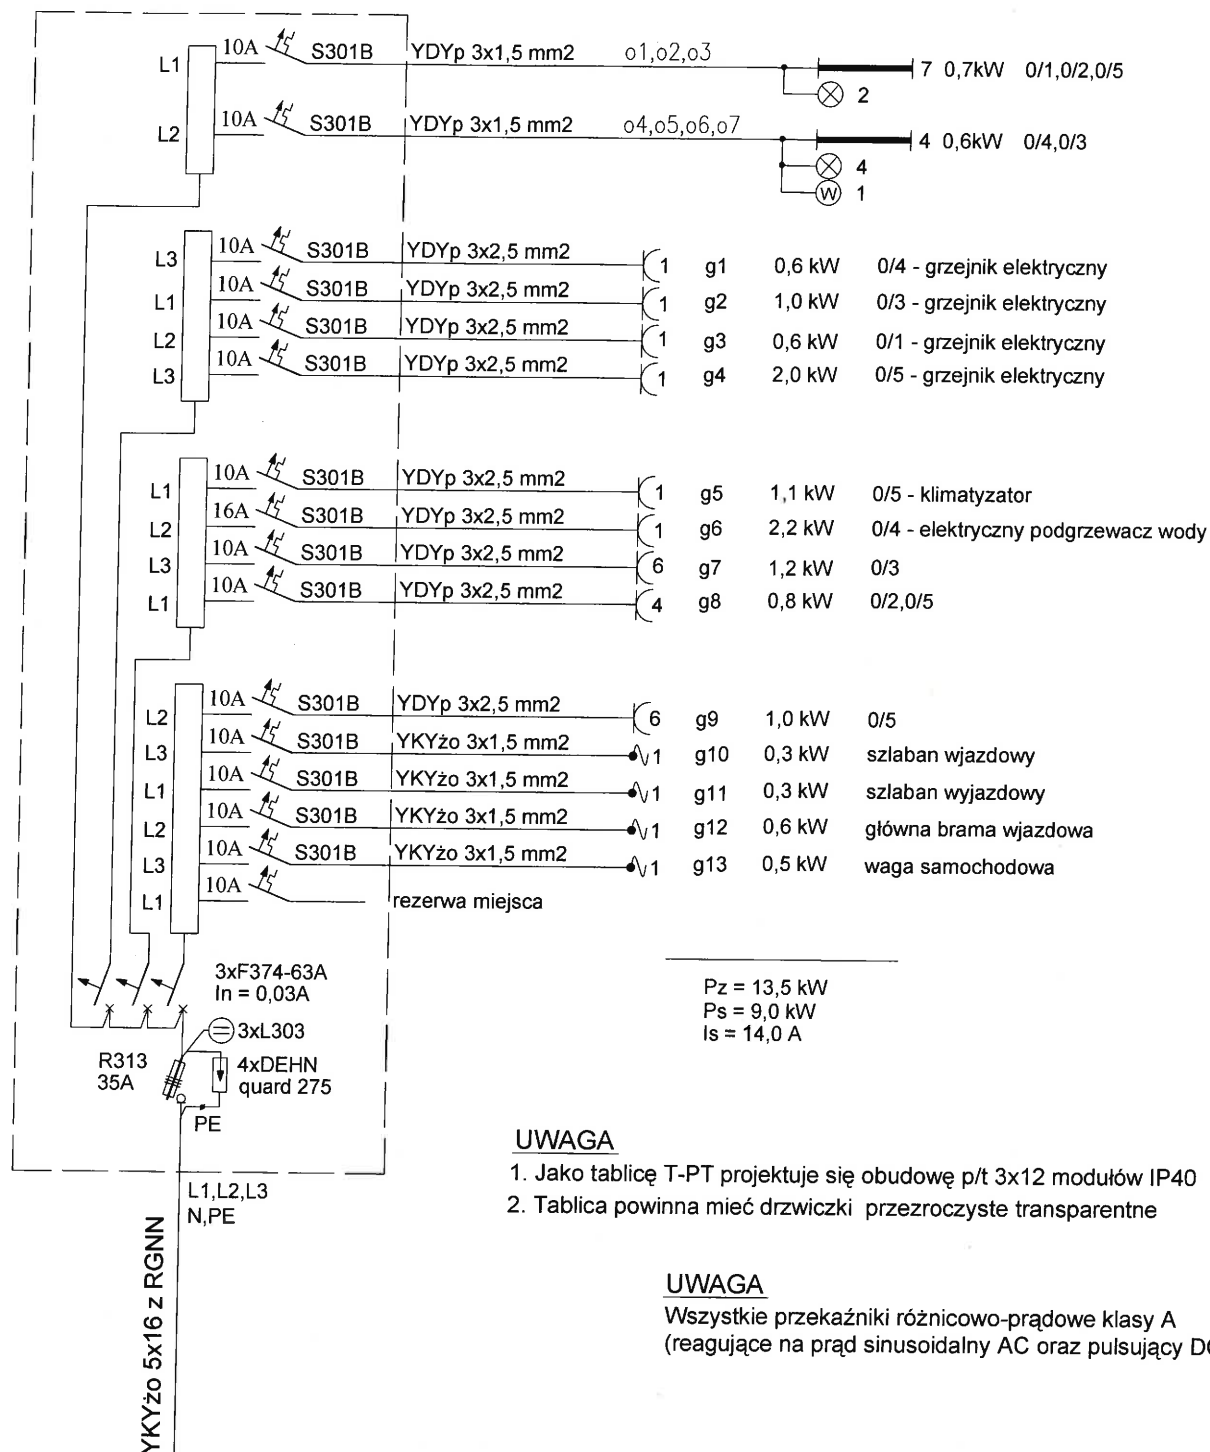 L1 10A S301B YDYp 3x1,5 mm2 o1,o2,o3 7 0,7kW 0/1,0/2,0/5
2
L2 10A S301B YDYp 3x1,5 mm2 o4,o5,o6,o7 4 0,6kW 0/4,0/3
4
W 1
L3 10A S301B YDYp 3x2,5 mm2 1 g1 0,6 kW 0/4 - grzejnik elektryczny
L1 10A S301B YDYp 3x2,5 mm2 1 g2 1,0 kW 0/3 - grzejnik elektryczny
L2 10A S301B YDYp 3x2,5 mm2 1 g3 0,6 kW 0/1 - grzejnik elektryczny
L3 10A S301B YDYp 3x2,5 mm2 1 g4 2,0 kW 0/5 - grzejnik elektryczny
L1 10A S301B YDYp 3x2,5 mm2 1 g5 1,1 kW 0/5 - klimatyzator
L2 16A S301B YDYp 3x2,5 mm2 1 g6 2,2 kW 0/4 - elektryczny podgrzewacz wody
L3 10A S301B YDYp 3x2,5 mm2 6 g7 1,2 kW 0/3
L1 10A S301B YDYp 3x2,5 mm2 4 g8 0,8 kW 0/2,0/5
L2 10A S301B YDYp 3x2,5 mm2 6 g9 1,0 kW 0/5
L3 10A S301B YKYżo 3x1,5 mm2 1 g10 0,3 kW szlaban wjazdowy
L1 10A S301B YKYżo 3x1,5 mm2 1 g11 0,3 kW szlaban wyjazdowy
L2 10A S301B YKYżo 3x1,5 mm2 1 g12 0,6 kW główna brama wjazdowa
L3 10A S301B YKYżo 3x1,5 mm2 1 g13 0,5 kW waga samochodowa
L1 10A rezerwa miejsca
3xF374-63A
In = 0,03A
3xL303
R313
35A
4xDEHN
quard 275
PE
Pz = 13,5 kW
Ps = 9,0 kW
Is = 14,0 A
L1,L2,L3
N,PE
YKYżo 5x16 z RGNN
UWAGA
1. Jako tablicę T-PT projektuje się obudowę p/t 3x12 modułów IP40
2. Tablica powinna mieć drzwiczki przezroczyste transparentne
UWAGA
Wszystkie przekaźniki różnicowo-prądowe klasy A
(reagujące na prąd sinusoidalny AC oraz pulsujący